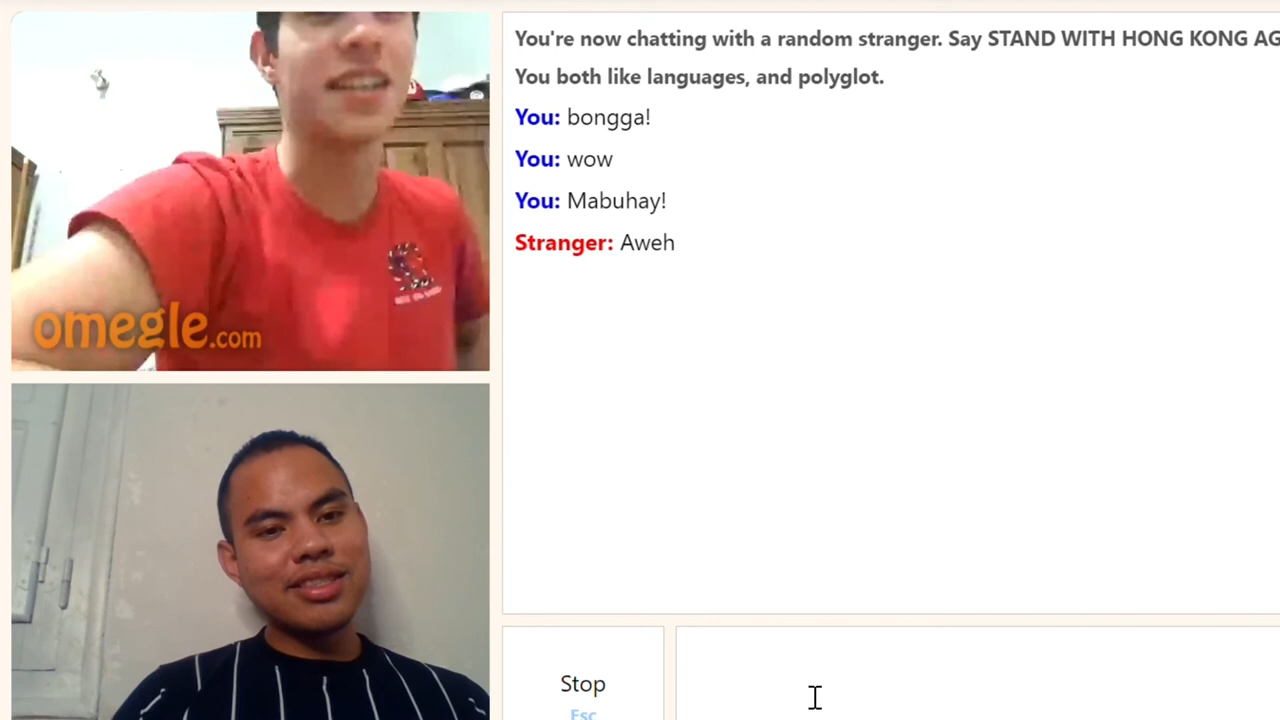 You're now chatting with a random stranger. Say STAND WITH HONG KONG AG
You both like languages, and polyglot.
You: bongga!
You: wow
You: Mabuhay!
Stranger: Aweh
omegle.com
Stop
Esc